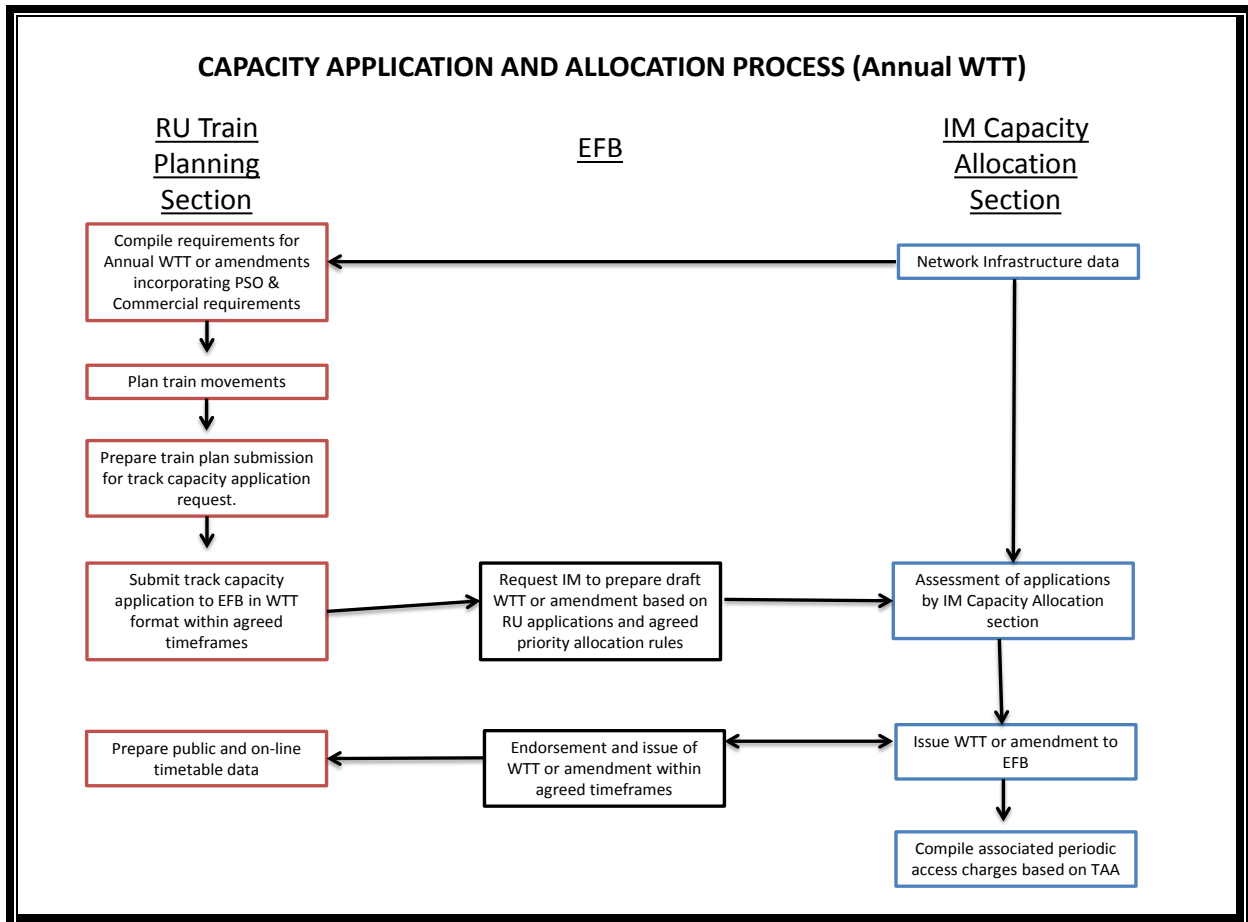 CAPACITY APPLICATION AND ALLOCATION PROCESS (Annual WTT)
RU Train
Planning
Section
EFB
IM Capacity
Allocation
Section
Compile requirements for
Annual WTT or amendments
incorporating PSO &
Commercial requirements
Network Infrastructure data
Plan train movements
Prepare train plan submission
for track capacity application
request.
Submit track capacity
application to EFB in WTT
format within agreed
timeframes
Request IM to prepare draft
WTT or amendment based on
RU applications and agreed
priority allocation rules
Assessment of applications
by IM Capacity Allocation
section
Prepare public and on-line
timetable data
Endorsement and issue of
WTT or amendment within
agreed timeframes
Issue WTT or amendment to
EFB
Compile associated periodic
access charges based on TAA